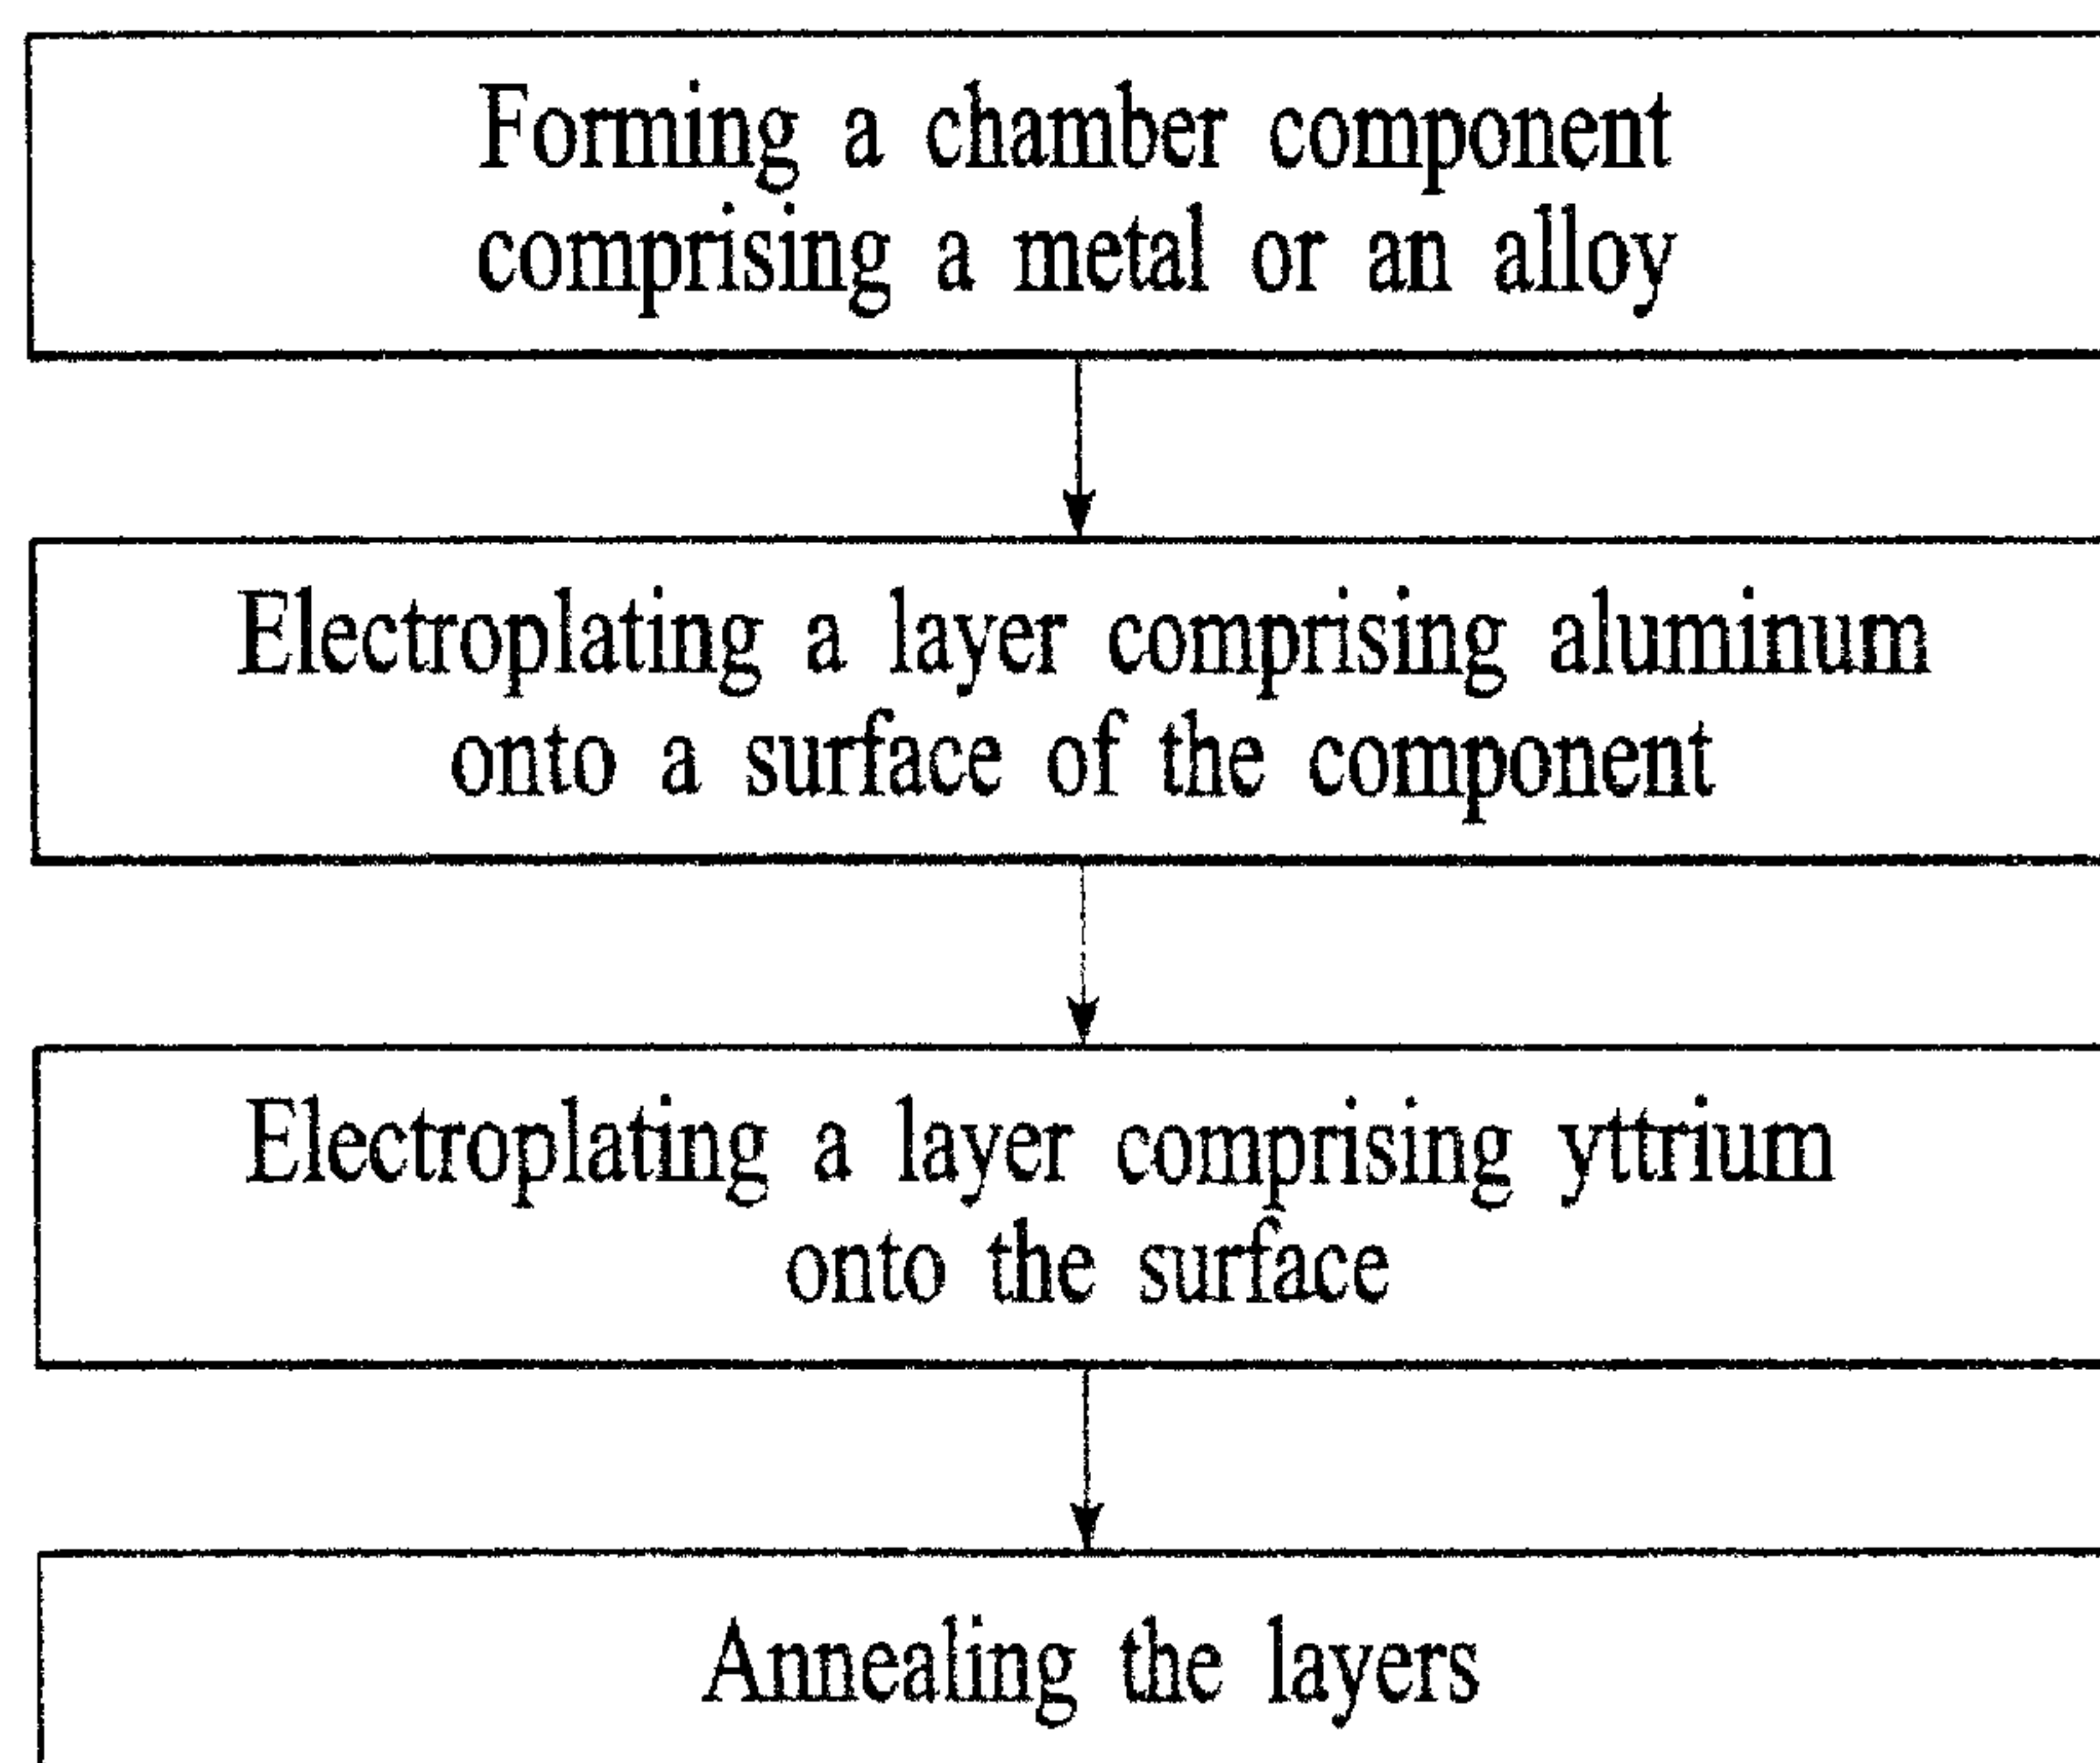 Forming a chamber component
comprising a metal or an alloy
Electroplating a layer comprising aluminum
onto a surface of the component
Electroplating a layer comprising yttrium
onto the surface
Annealing the layers